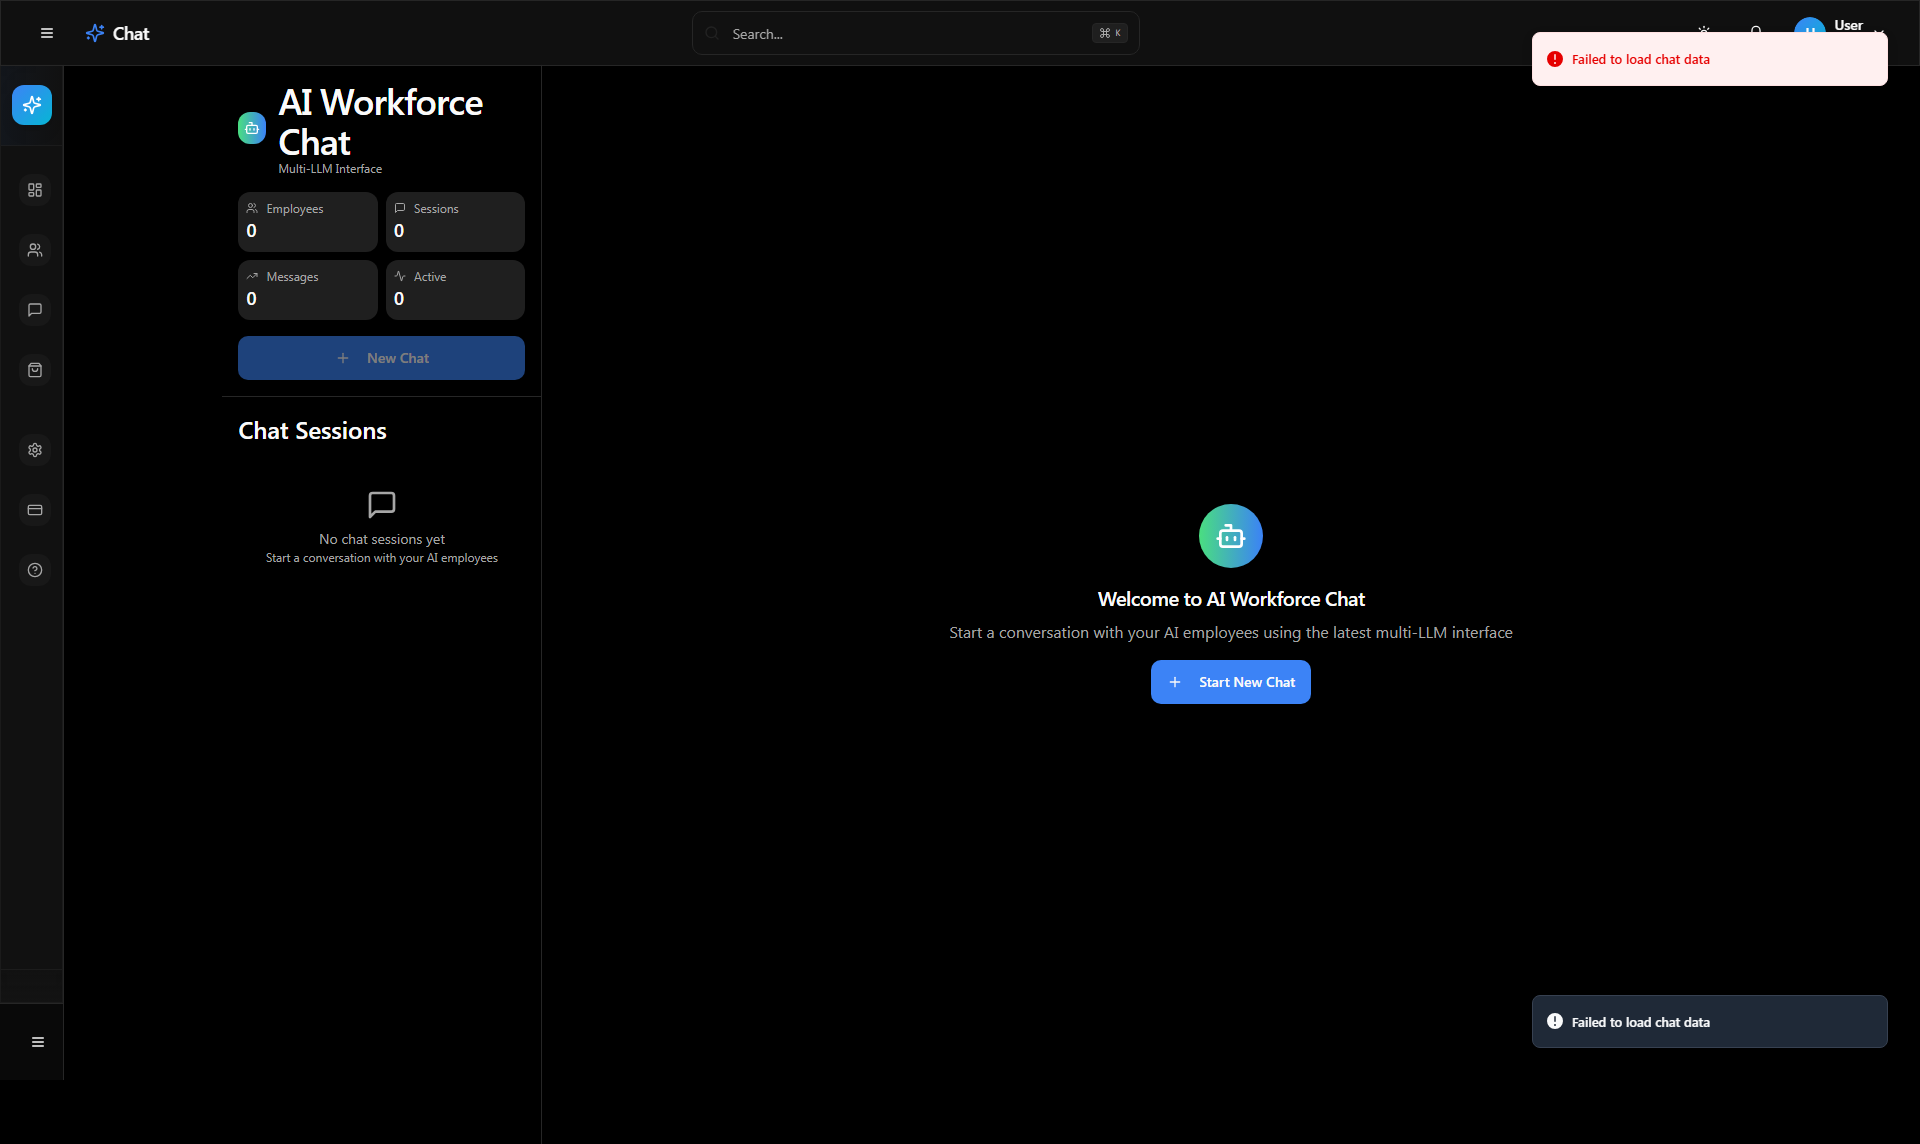 Chat
Search...
⌘ K
User
Failed to load chat data
AI Workforce
Chat
Multi-LLM Interface
Employees
0
Sessions
0
Messages
0
Active
0
New Chat
Chat Sessions
No chat sessions yet
Start a conversation with your AI employees
Welcome to AI Workforce Chat
Start a conversation with your AI employees using the latest multi-LLM interface
Start New Chat
Failed to load chat data